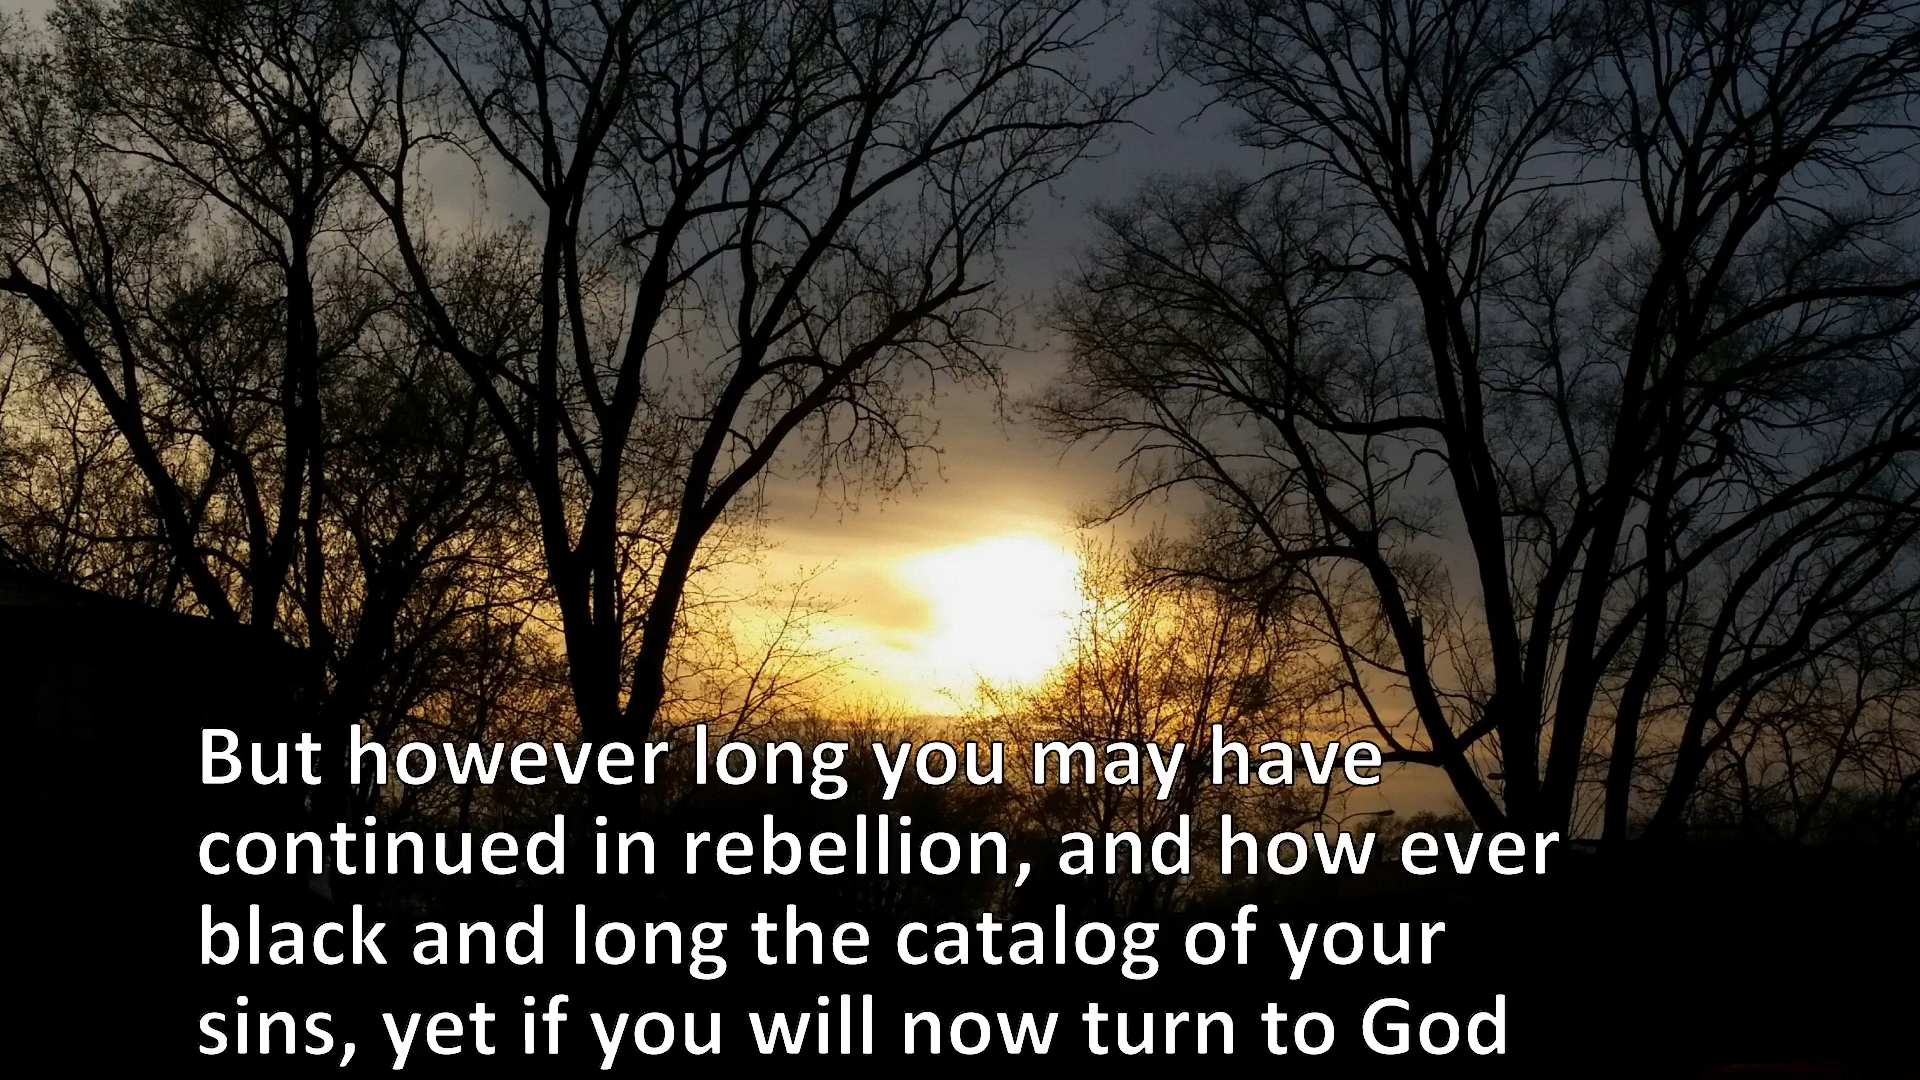 But however long you may have
continued in rebellion, and how ever
black and long the catalog of your
sins, yet if you will now turn to God